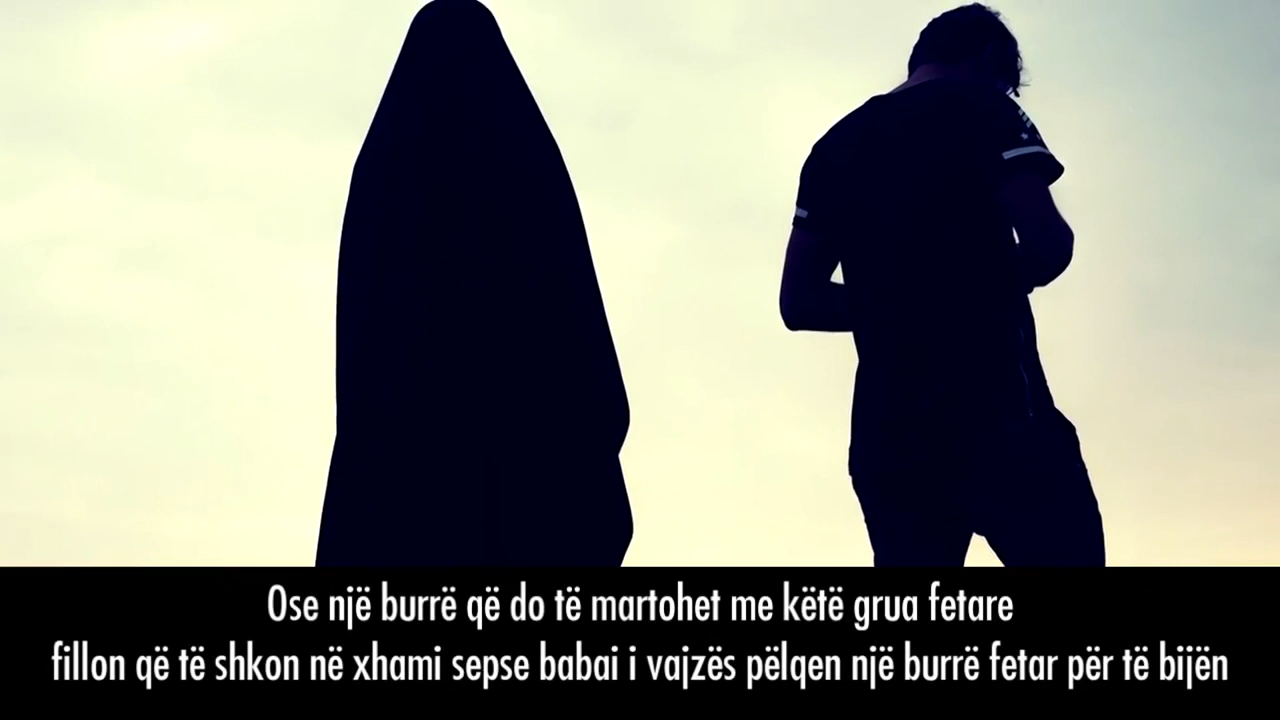 Ose një burrë që do të martohet me këtë grua fetare
fillon që të shkon në xhami sepse babai i vajzës pëlqen një burrë fetar për të bijën